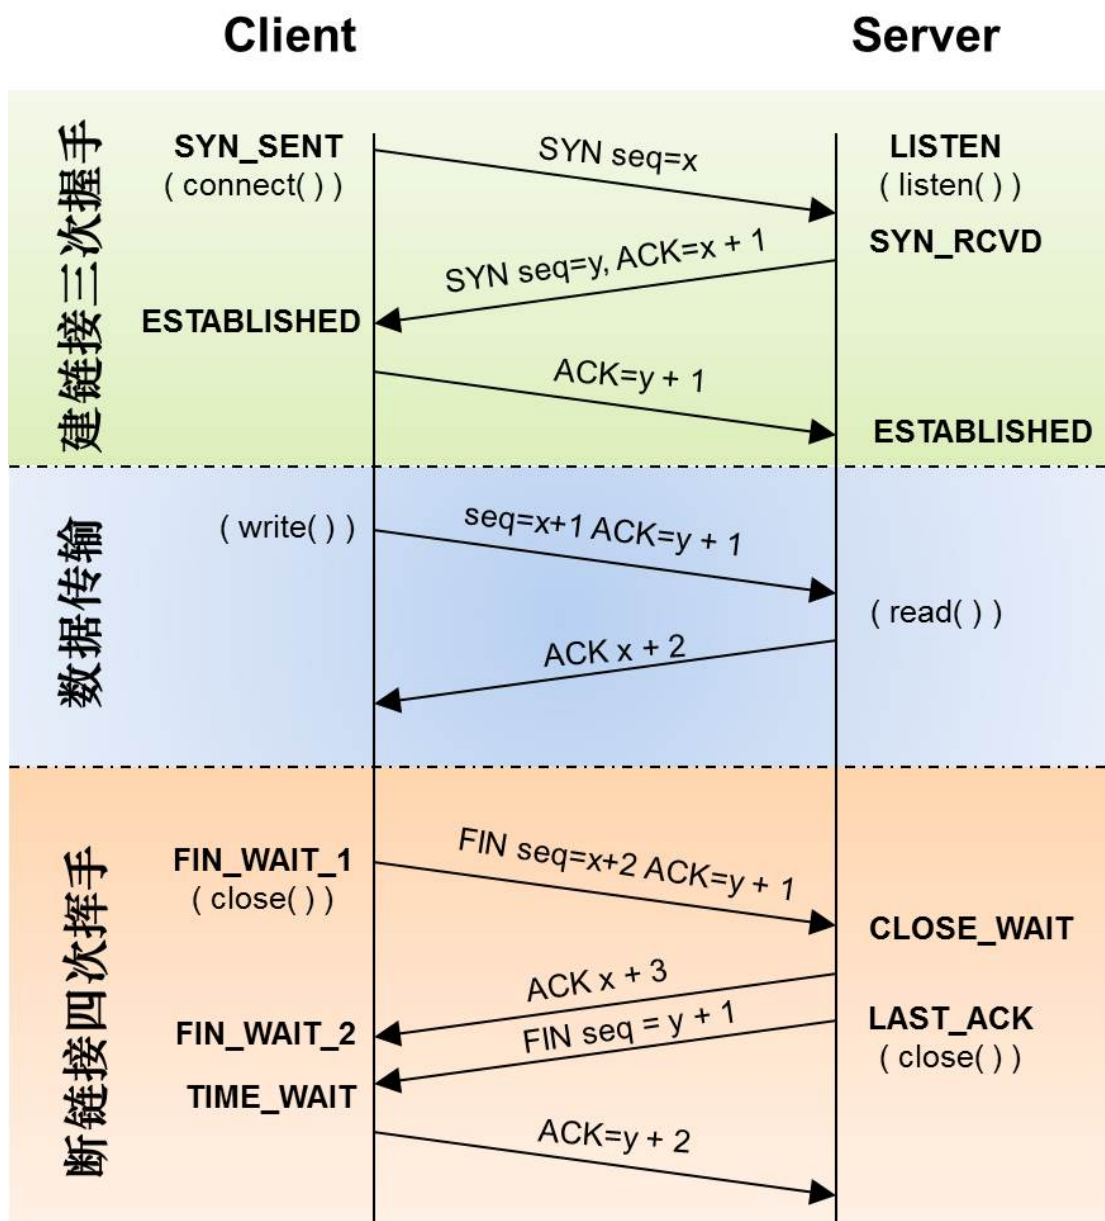 Client
Server
建链接三次握手
SYN_SENT
( connect( ) )
SYN seq=x
LISTEN
( listen( ) )
SYN_RCVD
SYN seq=y, ACK=x + 1
ESTABLISHED
ACK=y + 1
ESTABLISHED
数据传输
( write( ) )
seq=x+1 ACK=y + 1
( read( ) )
ACK x + 2
断链接四次挥手
FIN_WAIT_1
( close( ) )
FIN seq=x+2 ACK=y + 1
CLOSE_WAIT
ACK x + 3
FIN_WAIT_2
FIN seq = y + 1
LAST_ACK
( close( ) )
TIME_WAIT
ACK=y + 2